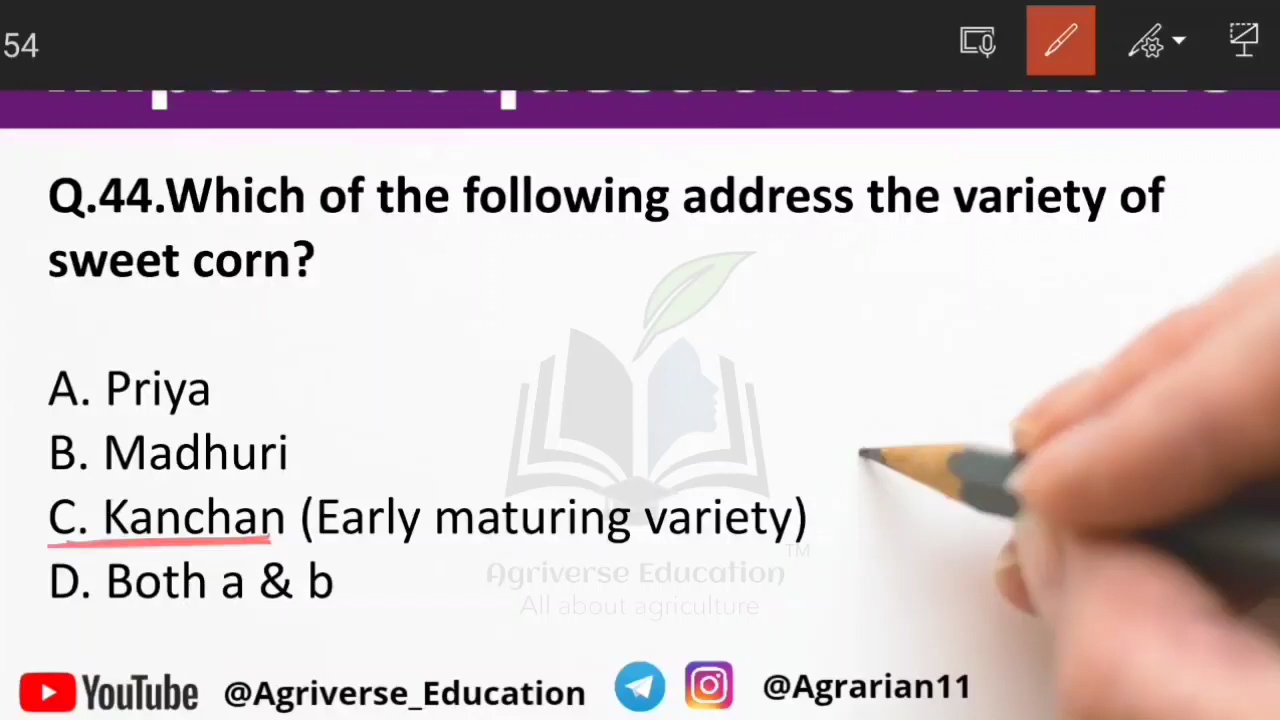 54
Q.44.Which of the following address the variety of
sweet corn?
A. Priya
B. Madhuri
C. Kanchan (Early maturing variety)
D. Both a & b
TM
Agriverse Education
All about agriculture
YouTube @Agriverse_Education @Agrarian11